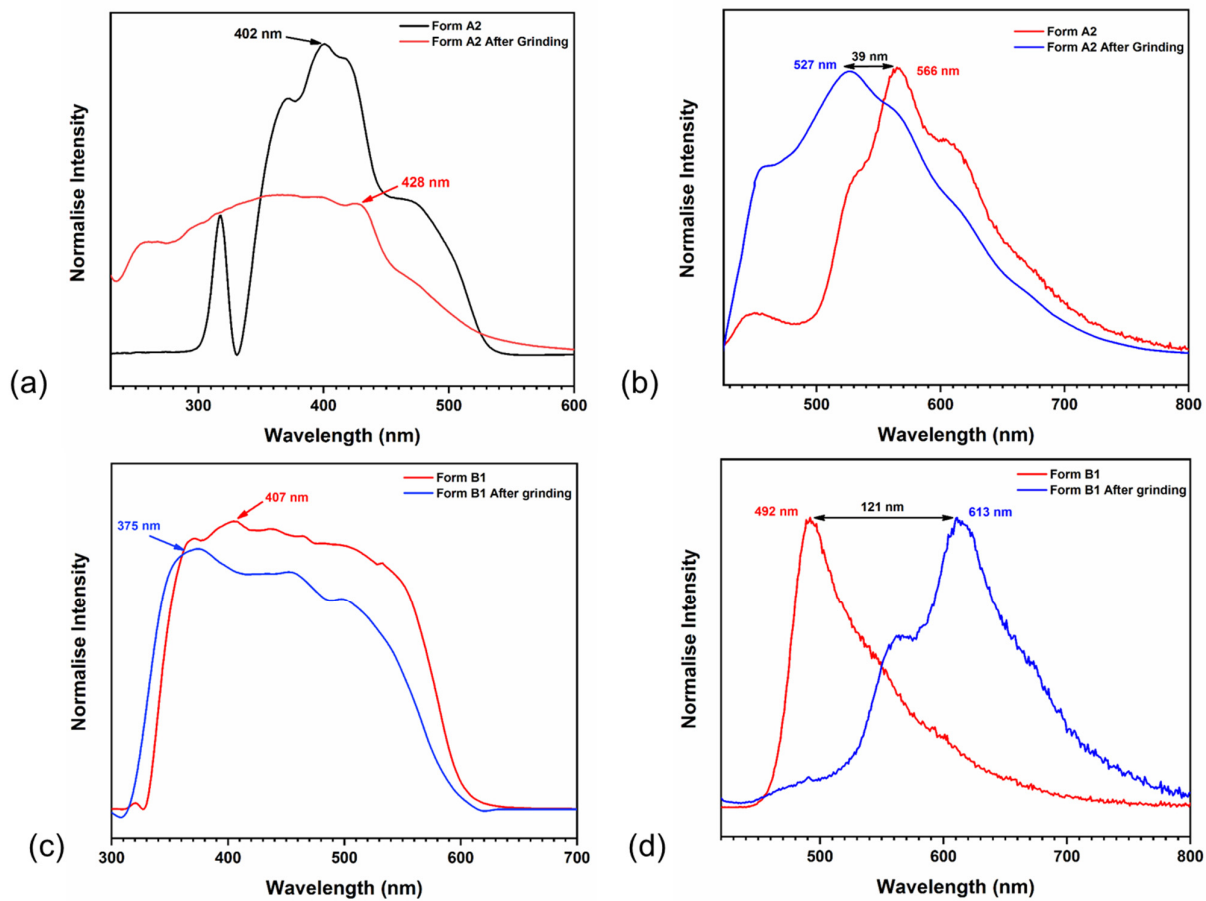 Form A2
Form A2 After Grinding
402 nm
428 nm
Normalise Intensity
300 400 500 600
Wavelength (nm)
(a)
Form A2
Form A2 After Grinding
527 nm 39 nm 566 nm
Normalise Intensity
500 600 700 800
Wavelength (nm)
(b)
Form B1
Form B1 After grinding
407 nm
375 nm
Normalise Intensity
300 400 500 600 700
Wavelength (nm)
(c)
Form B1
Form B1 After grinding
492 nm 121 nm 613 nm
Normalise Intensity
500 600 700 800
Wavelength (nm)
(d)